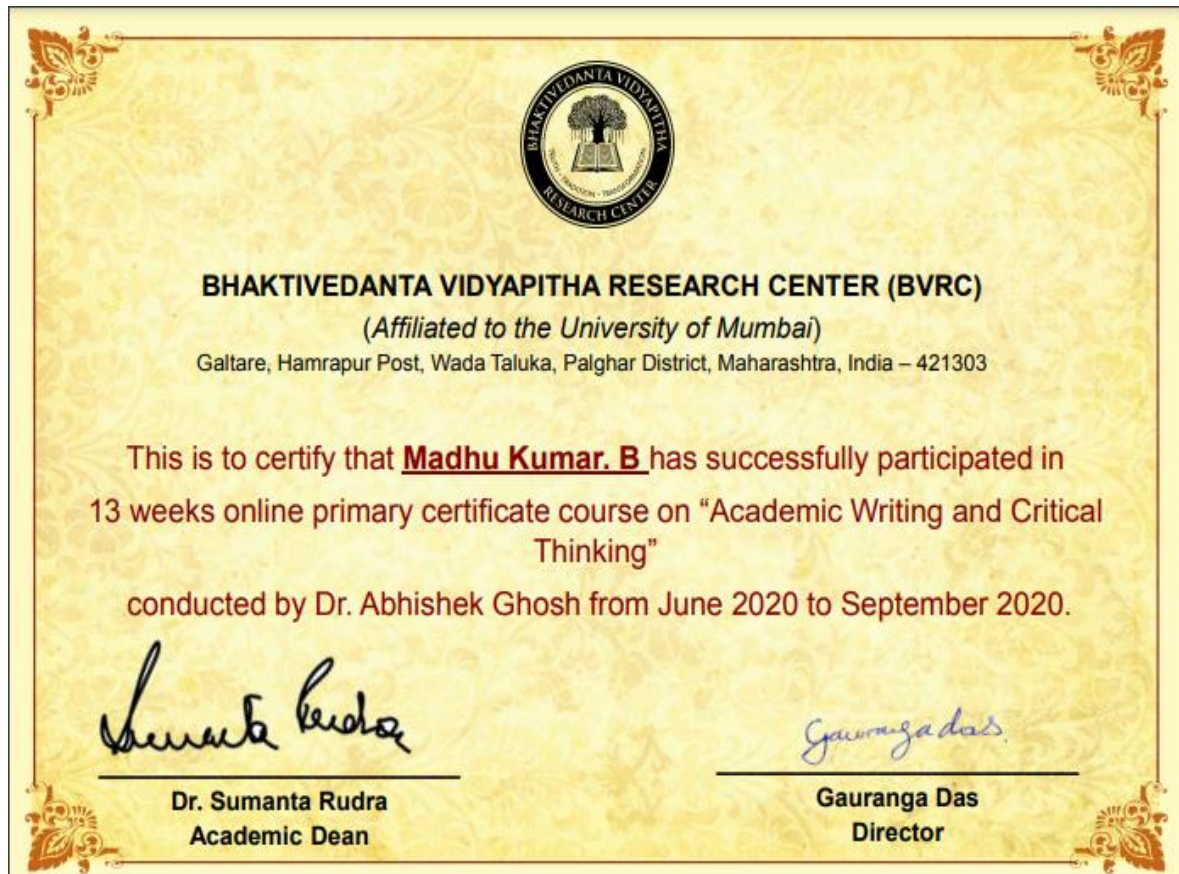 BHAKTIVEDANTA VIDYAPITHA
TRUTH • TRADITION • TRANSFORMATION
RESEARCH CENTER
BHAKTIVEDANTA VIDYAPITHA RESEARCH CENTER (BVRC)
(Affiliated to the University of Mumbai)
Galtare, Hamrapur Post, Wada Taluka, Palghar District, Maharashtra, India – 421303
This is to certify that Madhu Kumar. B has successfully participated in
13 weeks online primary certificate course on “Academic Writing and Critical
Thinking”
conducted by Dr. Abhishek Ghosh from June 2020 to September 2020.
Sumanta Rudra
Gauranga das
Dr. Sumanta Rudra
Academic Dean
Gauranga Das
Director